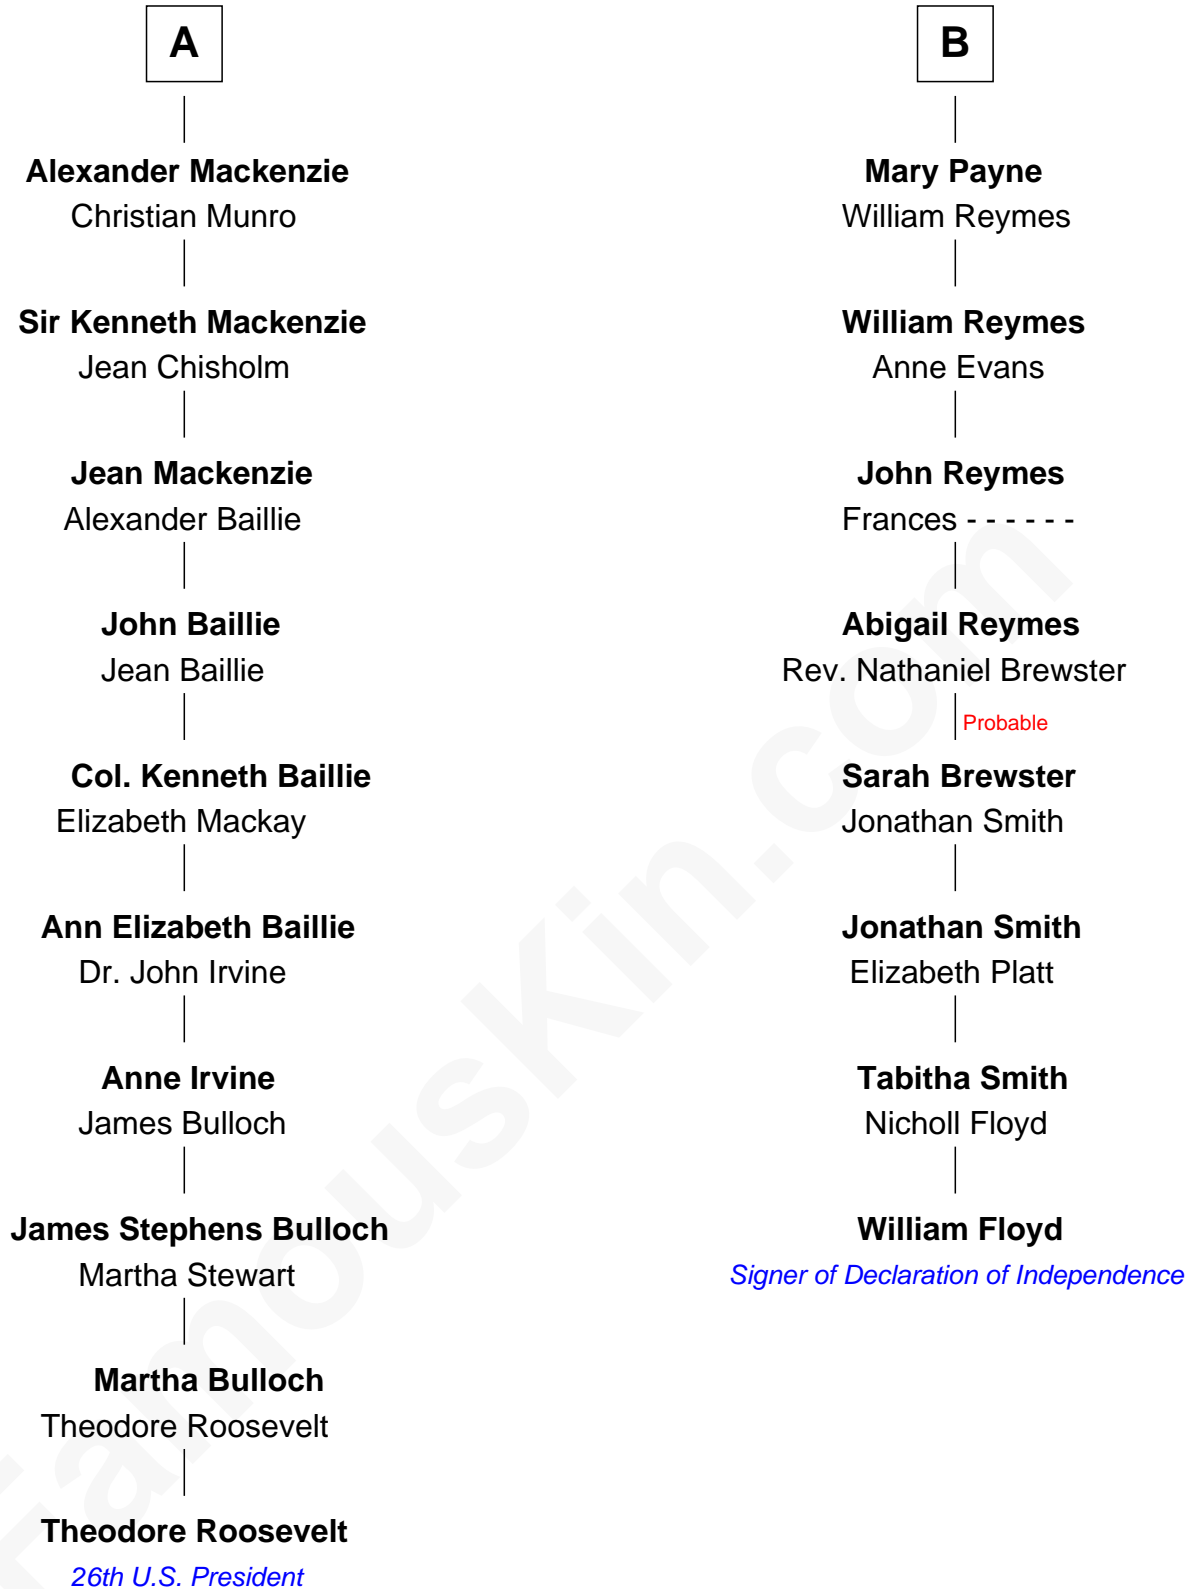 A
Alexander Mackenzie
Christian Munro
Sir Kenneth Mackenzie
Jean Chisholm
Jean Mackenzie
Alexander Baillie
John Baillie
Jean Baillie
Col. Kenneth Baillie
Elizabeth Mackay
Ann Elizabeth Baillie
Dr. John Irvine
Anne Irvine
James Bulloch
James Stephens Bulloch
Martha Stewart
Martha Bulloch
Theodore Roosevelt
Theodore Roosevelt
26th U.S. President
B
Mary Payne
William Reymes
William Reymes
Anne Evans
John Reymes
Frances - - - - - -
Abigail Reymes
Rev. Nathaniel Brewster
Probable
Sarah Brewster
Jonathan Smith
Jonathan Smith
Elizabeth Platt
Tabitha Smith
Nicholl Floyd
William Floyd
Signer of Declaration of Independence
FamousKin.com